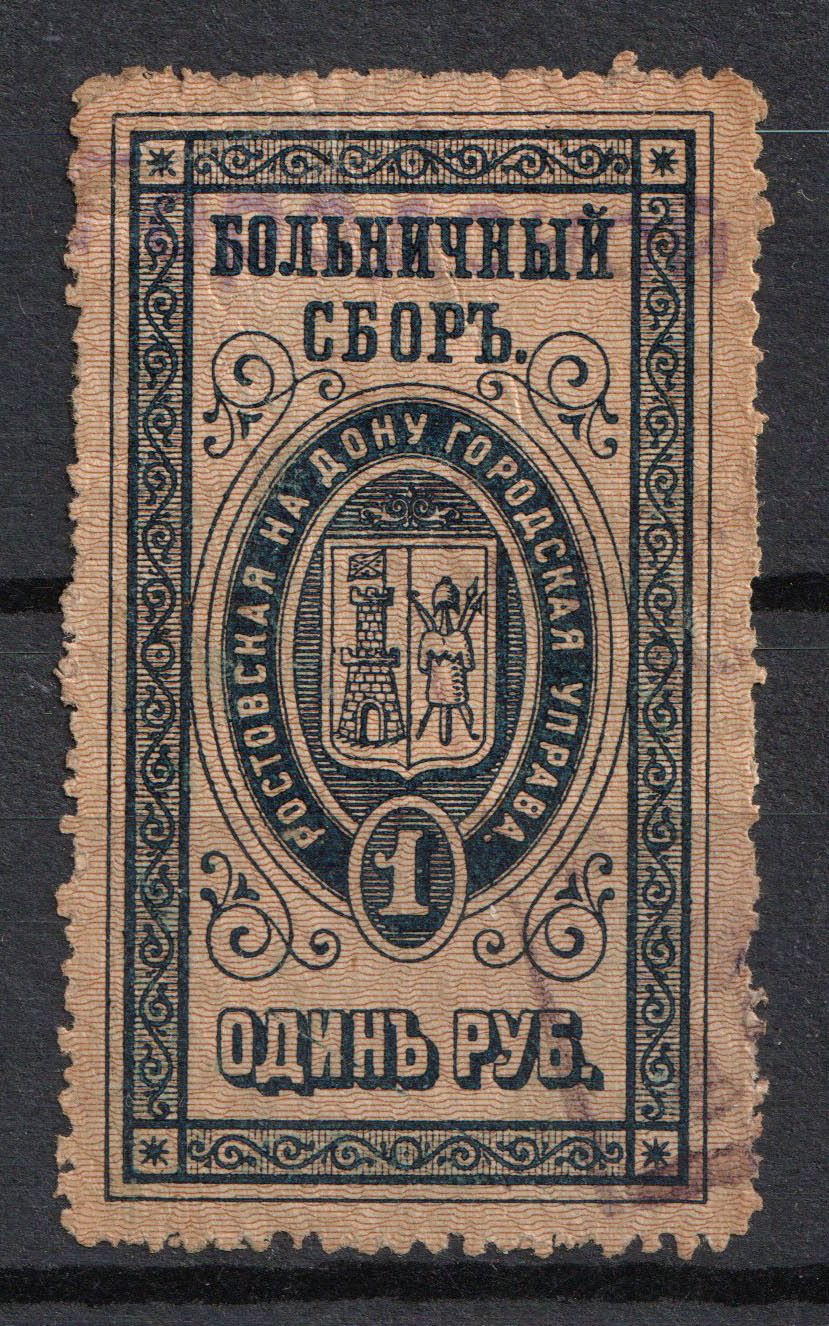 БОЛЬНИЧНЫЙ
СБОРЪ.
РОСТОВСКАЯ НА ДОНУ ГОРОДСКАЯ УПРАВА.
1
ОДИНЪ РУБ.